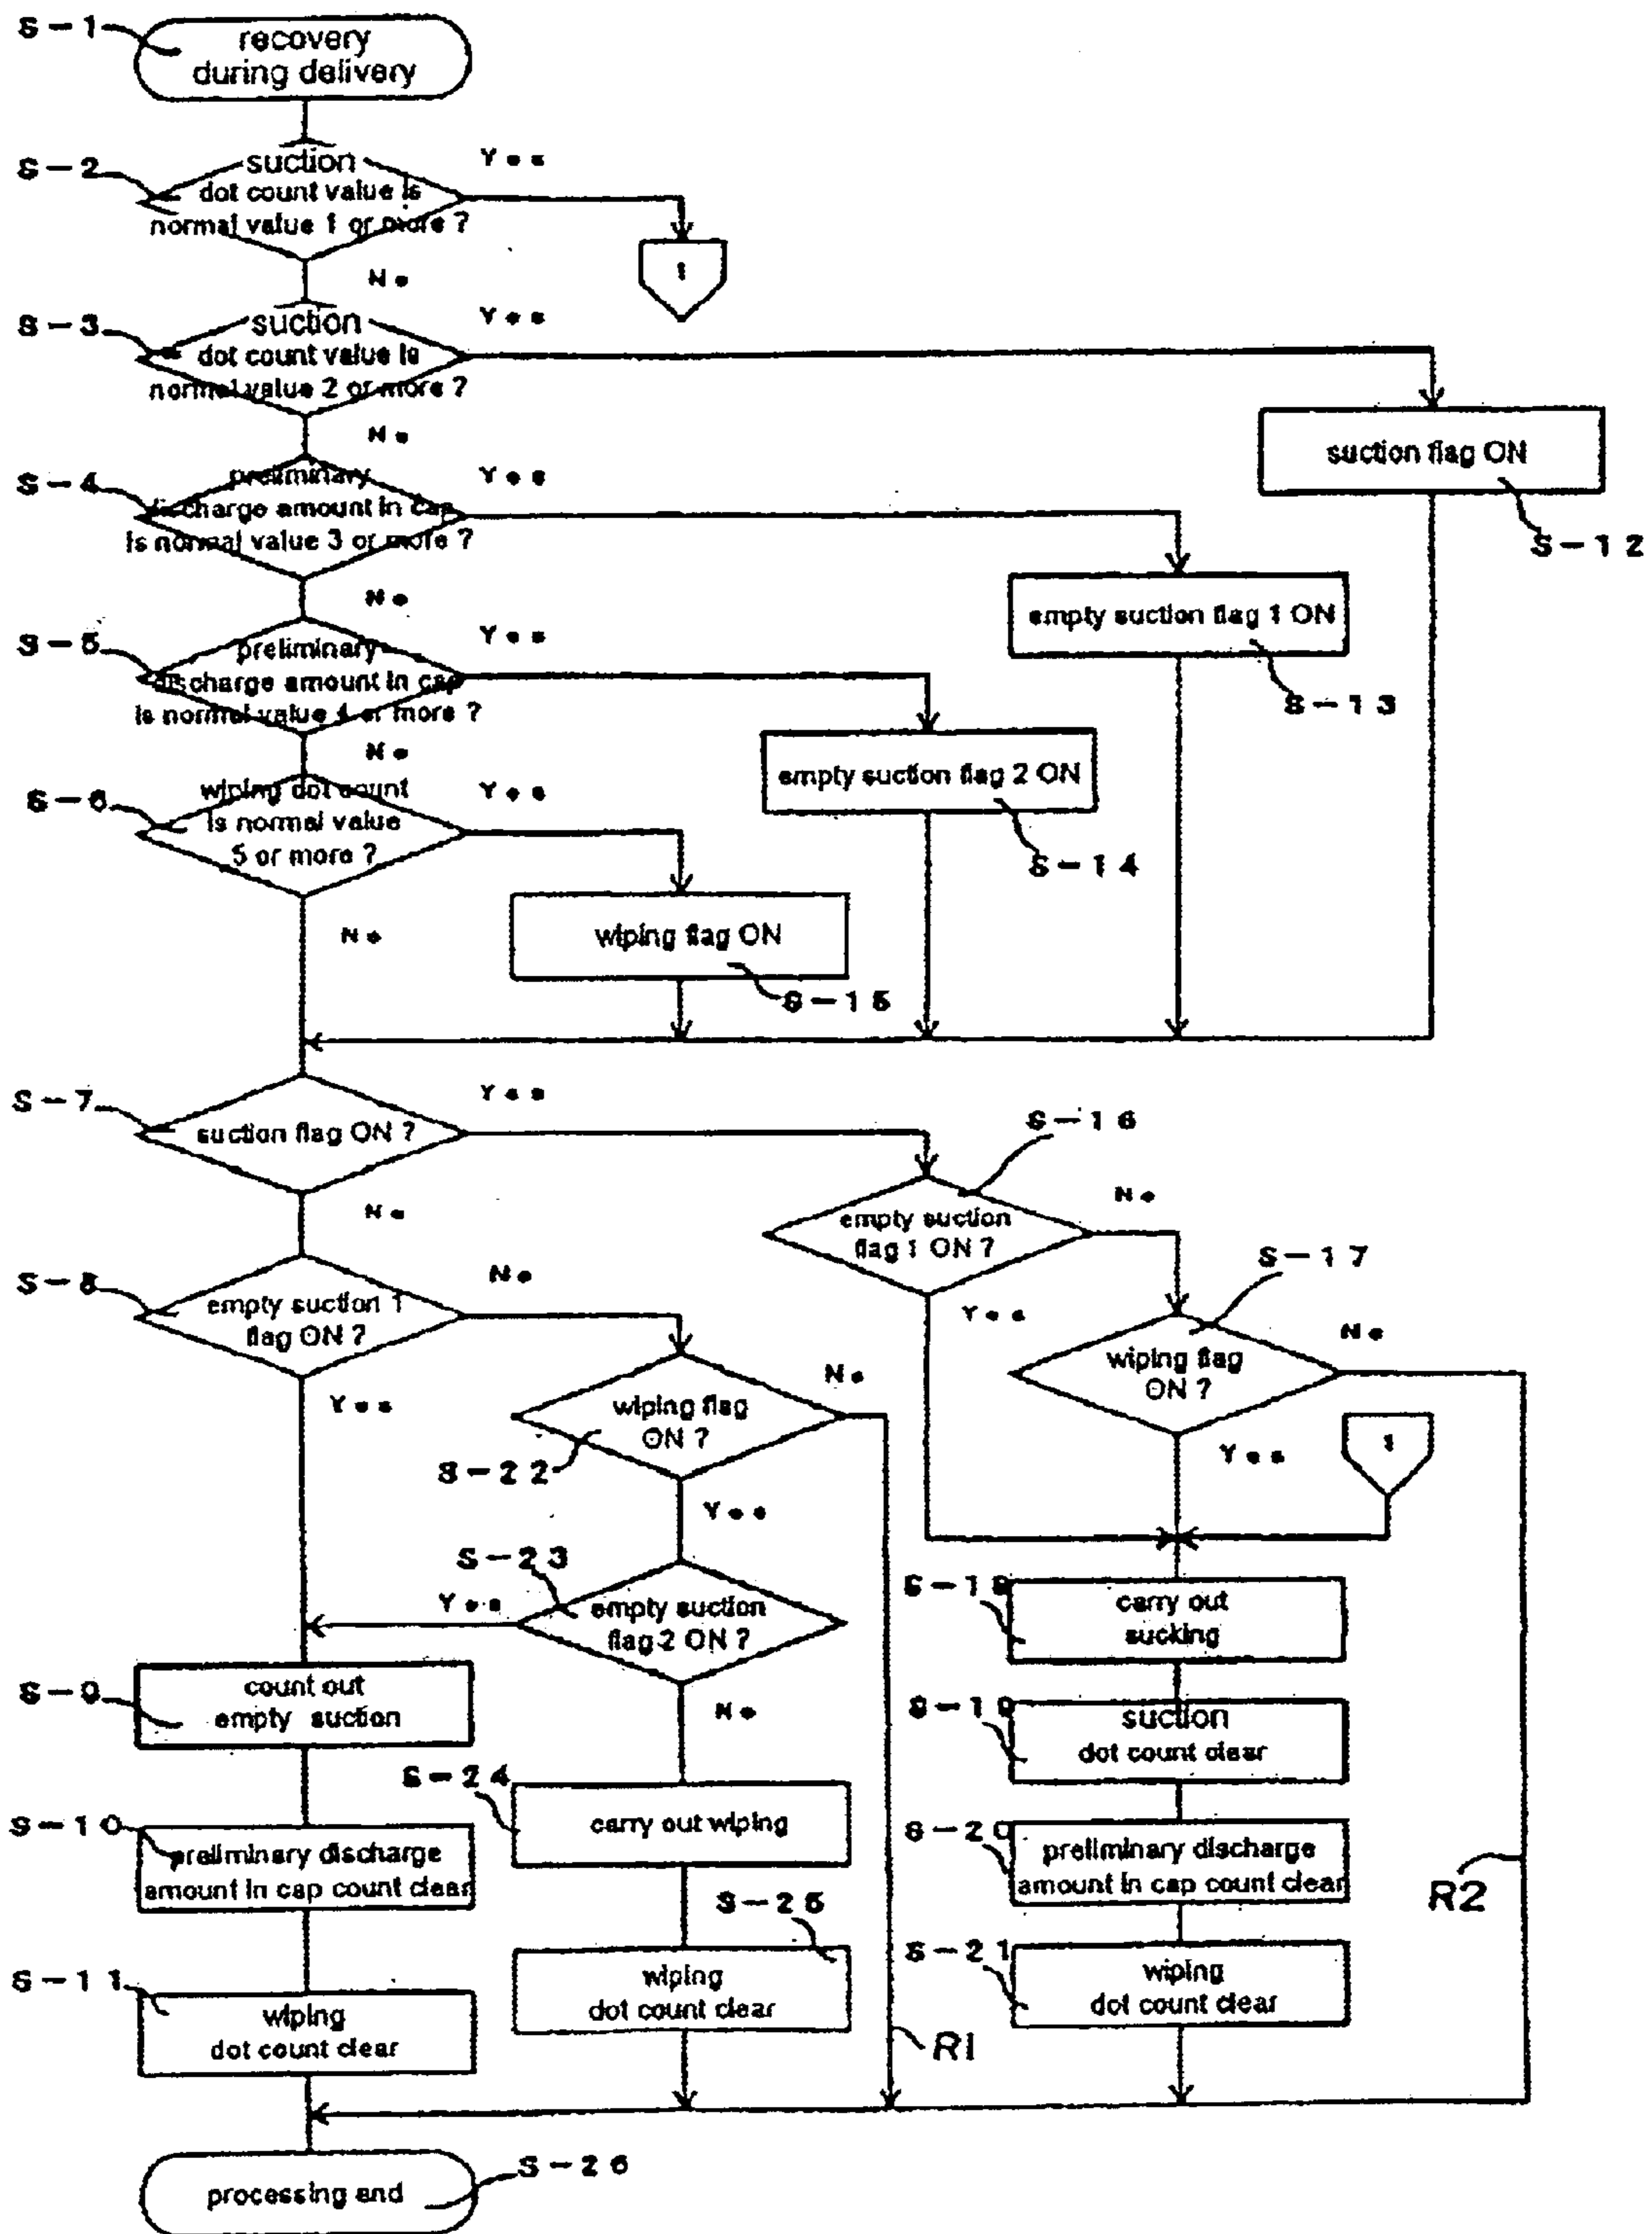 S-1
recovery
during delivery
S-2
suction
dot count value is
normal value 1 or more ?
Yes
1
No
S-3
suction
dot count value is
normal value 2 or more ?
Yes
suction flag ON
S-12
No
S-4
preliminary
discharge amount in cap
is normal value 3 or more ?
Yes
empty suction flag 1 ON
S-13
No
S-5
preliminary
discharge amount in cap
is normal value 4 or more ?
Yes
empty suction flag 2 ON
S-14
No
S-6
wiping dot count
is normal value
5 or more ?
Yes
wiping flag ON
S-15
No
S-7
suction flag ON ?
Yes
S-16
empty suction
flag 1 ON ?
No
Yes
S-17
wiping flag
ON ?
No
Yes
1
No
S-8
empty suction 1
flag ON ?
No
Yes
wiping flag
ON ?
S-22
No
Yes
S-23
empty suction
flag 2 ON ?
Yes
No
S-9
count out
empty suction
S-10
preliminary discharge
amount in cap count clear
S-11
wiping
dot count clear
S-24
carry out wiping
S-25
wiping
dot count clear
R1
S-18
carry out
sucking
S-19
suction
dot count clear
S-20
preliminary discharge
amount in cap count clear
S-21
wiping
dot count clear
R2
processing end
S-26